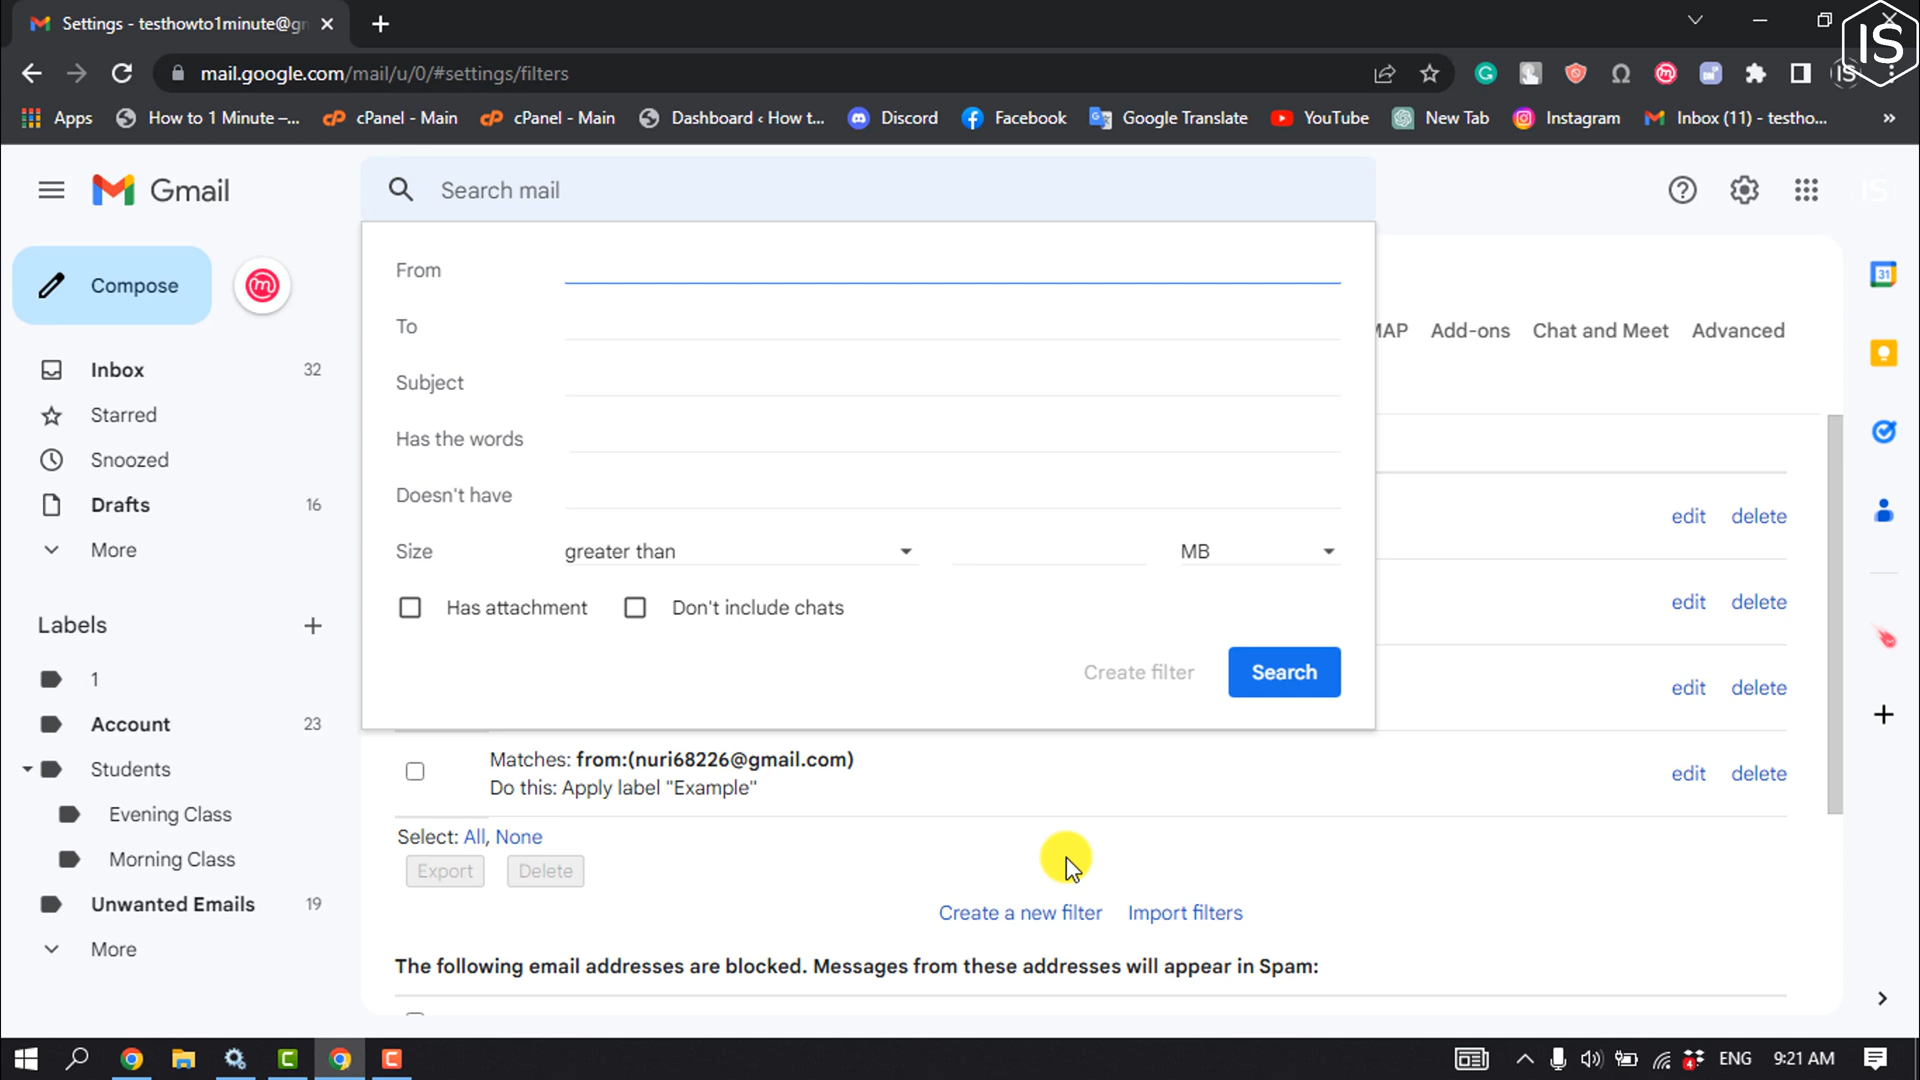 Settings - testhowto1minute@gm
IS
mail.google.com/mail/u/0/#settings/filters
IS
Apps
How to 1 Minute –...
cPanel - Main
cPanel - Main
Dashboard ‹ How t...
Discord
Facebook
Google Translate
YouTube
New Tab
Instagram
Inbox (11) - testho...
»
Gmail
Search mail
IS
Compose
From
To
Subject
Has the words
Doesn't have
Size
greater than
MB
Has attachment
Don't include chats
Create filter
Search
Add-ons
Chat and Meet
Advanced
31
Inbox 32
Starred
Snoozed
Drafts 16
More
Labels
1
Account 23
Students
Evening Class
Morning Class
Unwanted Emails 19
More
edit delete
edit delete
edit delete
Matches: from:(nuri68226@gmail.com)
Do this: Apply label "Example"
edit delete
Select: All, None
Export
Delete
Create a new filter
Import filters
The following email addresses are blocked. Messages from these addresses will appear in Spam:
ENG
9:21 AM